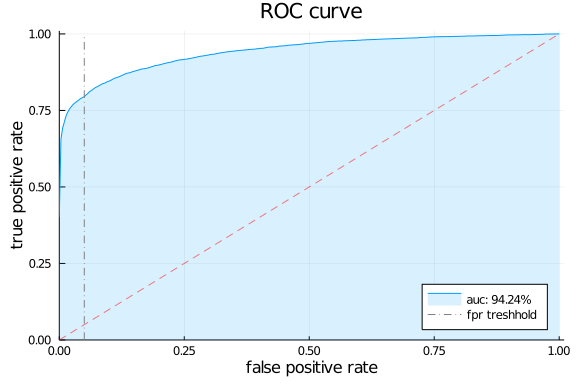 ROC curve
true positive rate
1.00
0.75
0.50
0.25
0.00
0.00
0.25
0.50
0.75
1.00
false positive rate
auc: 94.24%
fpr treshhold